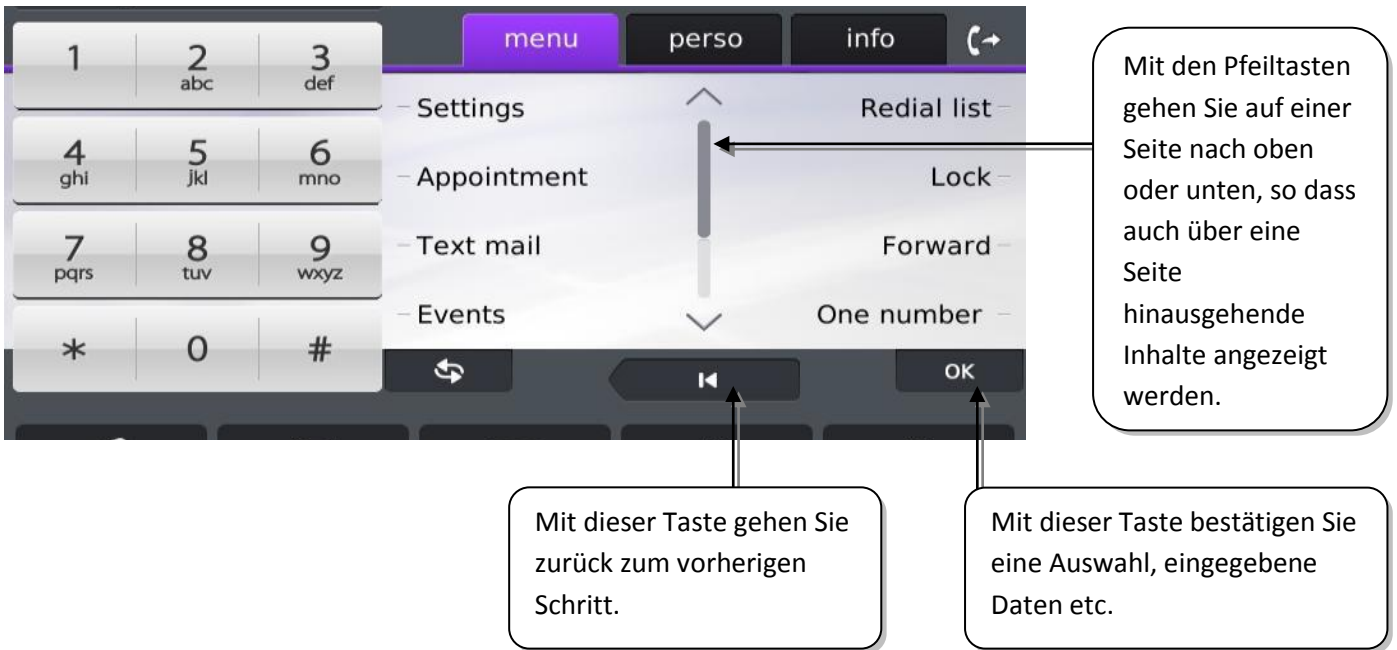 menu perso info
1 2 3
abc def
4 5 6
ghi jkl mno
7 8 9
pqrs tuv wxyz
* 0 #
Settings Redial list
Appointment Lock
Text mail Forward
Events One number
OK
Mit den Pfeiltasten
gehen Sie auf einer
Seite nach oben
oder unten, so dass
auch über eine
Seite
hinausgehende
Inhalte angezeigt
werden.
Mit dieser Taste gehen Sie
zurück zum vorherigen
Schritt.
Mit dieser Taste bestätigen Sie
eine Auswahl, eingegebene
Daten etc.